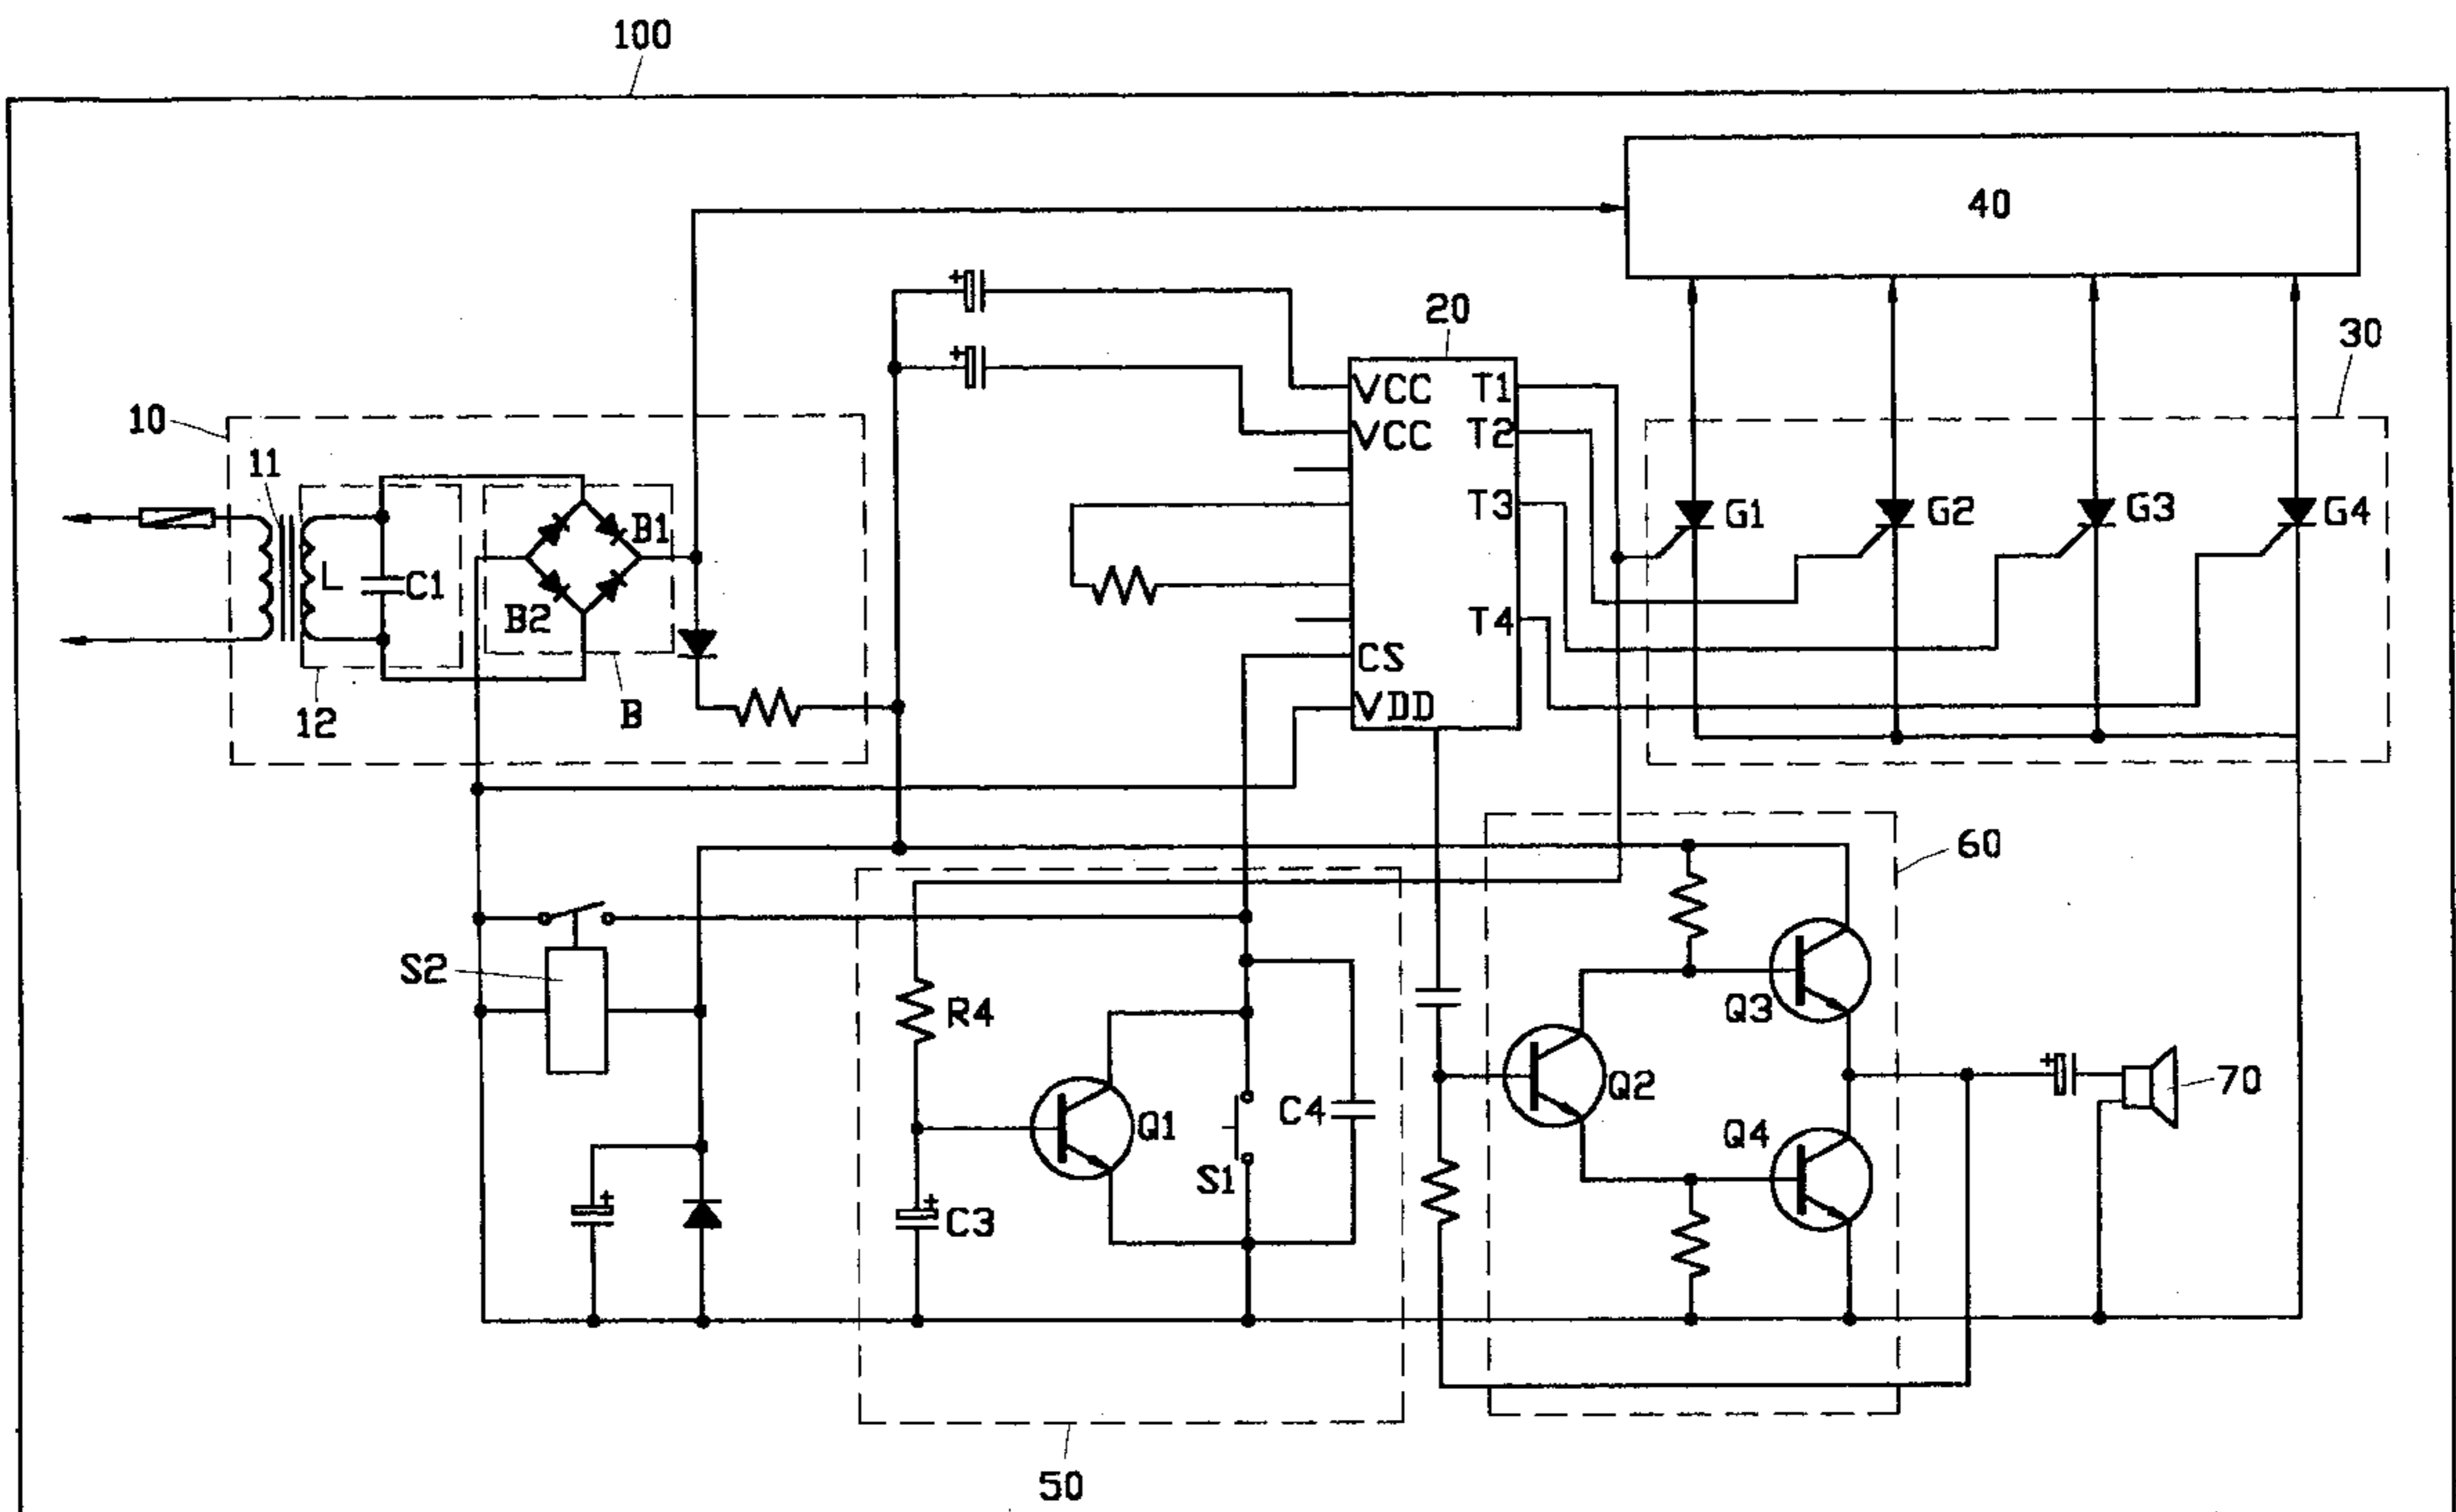 100
40
20
30
VCC T1
10
VCC T2
11
T3 G1 G2 G3 G4
B1
L C1
B2
T4
CS
12 B VDD
60
S2
R4 Q3
Q2 70
C4
Q1 Q4
S1
C3
50